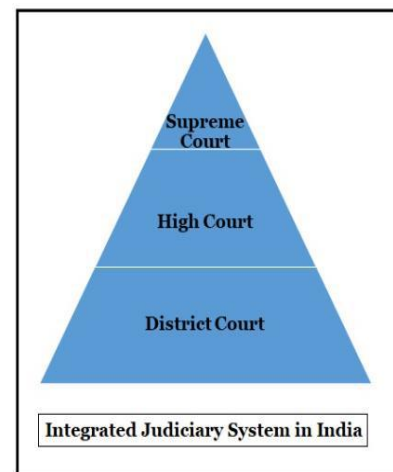 Supreme
Court
High Court
District Court
Integrated Judiciary System in India